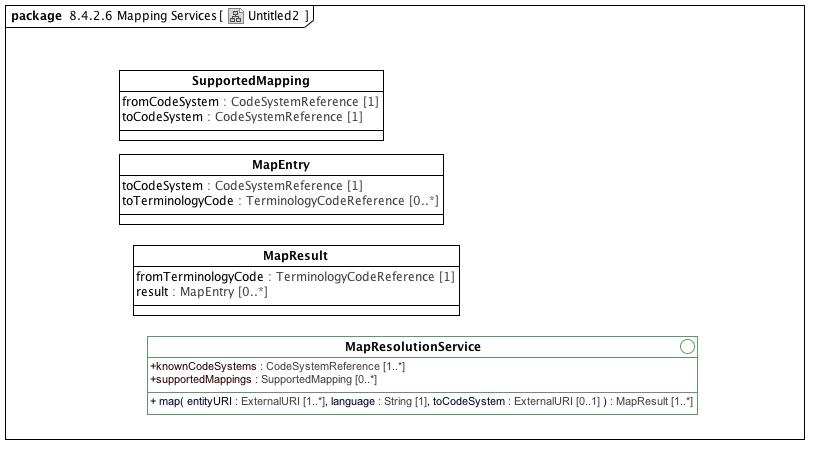 package 8.4.2.6 Mapping Services [ Untitled2 ]
SupportedMapping
fromCodeSystem : CodeSystemReference [1]
toCodeSystem : CodeSystemReference [1]
MapEntry
toCodeSystem : CodeSystemReference [1]
toTerminologyCode : TerminologyCodeReference [0..*]
MapResult
fromTerminologyCode : TerminologyCodeReference [1]
result : MapEntry [0..*]
MapResolutionService
+knownCodeSystems : CodeSystemReference [1..*]
+supportedMappings : SupportedMapping [0..*]
+ map( entityURI : ExternalURI [1..*], language : String [1], toCodeSystem : ExternalURI [0..1] ) : MapResult [1..*]